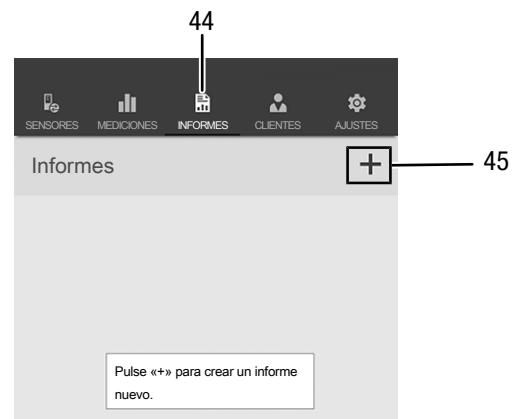 44
SENSORES MEDICIONES INFORMES CLIENTES AJUSTES
Informes
45
Pulse «+» para crear un informe
nuevo.